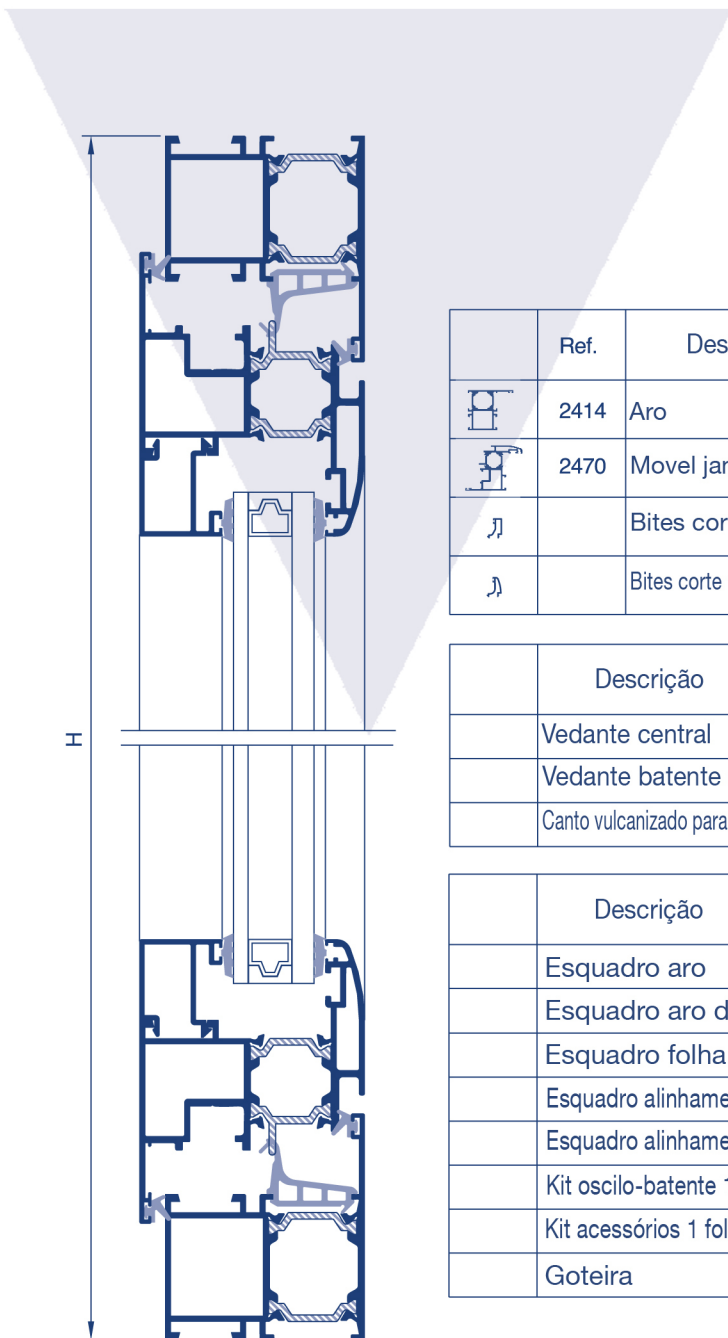 H
Ref. Des
2414 Aro
2470 Movel jar
Bites cor
Bites corte
Descrição
Vedante central
Vedante batente
Canto vulcanizado para
Descrição
Esquadro aro
Esquadro aro d
Esquadro folha
Esquadro alinhame
Esquadro alinhame
Kit oscilo-batente 1
Kit acessórios 1 fol
Goteira